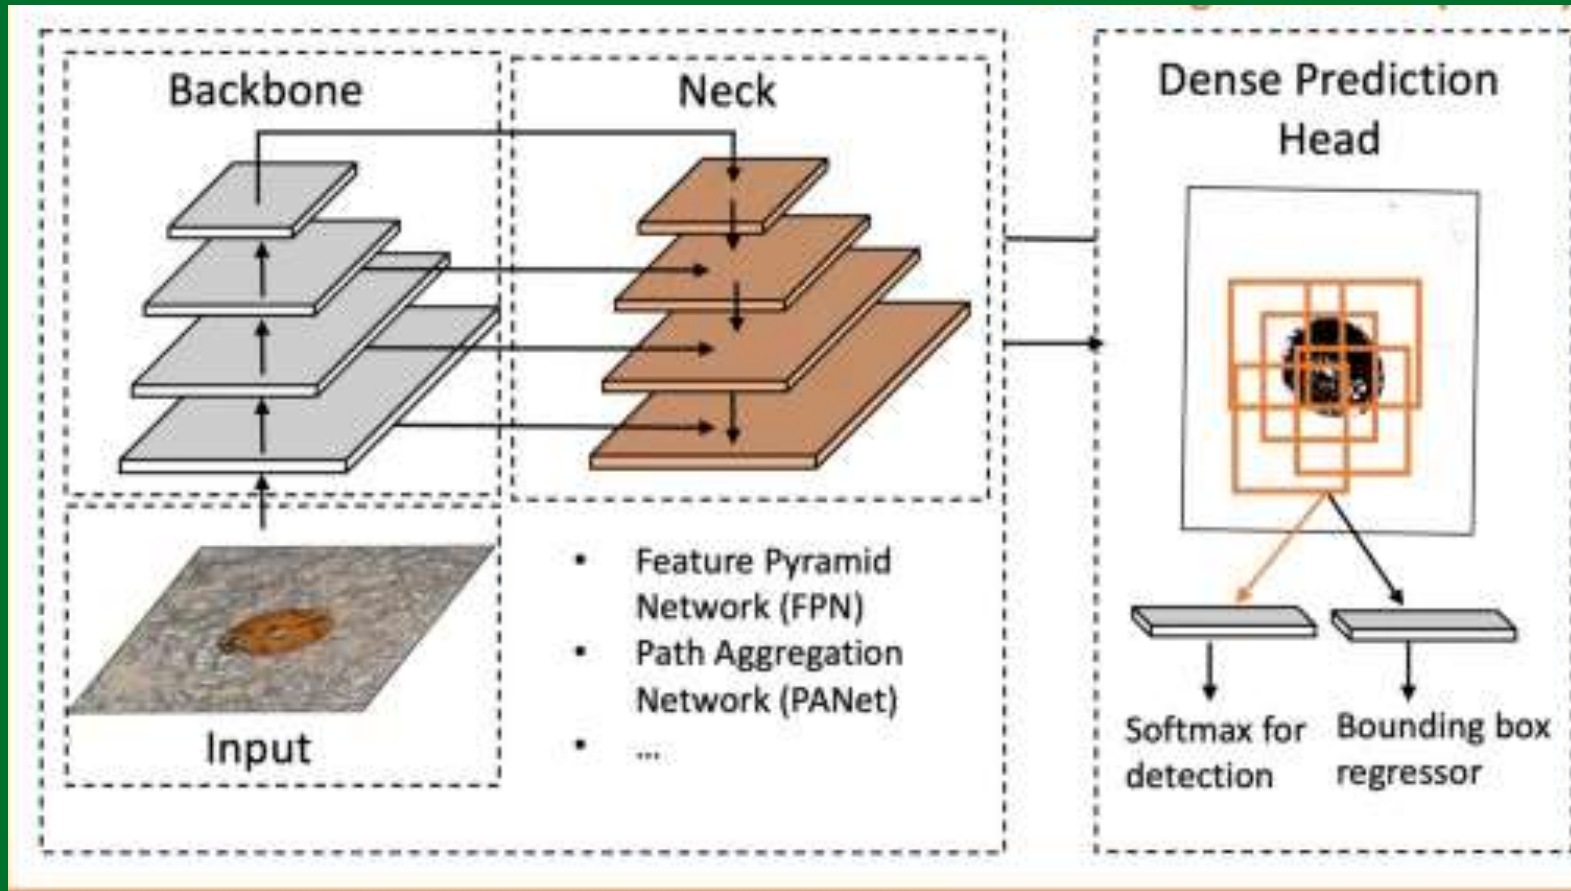 Backbone
Neck
Input
• Feature Pyramid
Network (FPN)
• Path Aggregation
Network (PANet)
• ...
Dense Prediction
Head
Softmax for
detection
Bounding box
regressor